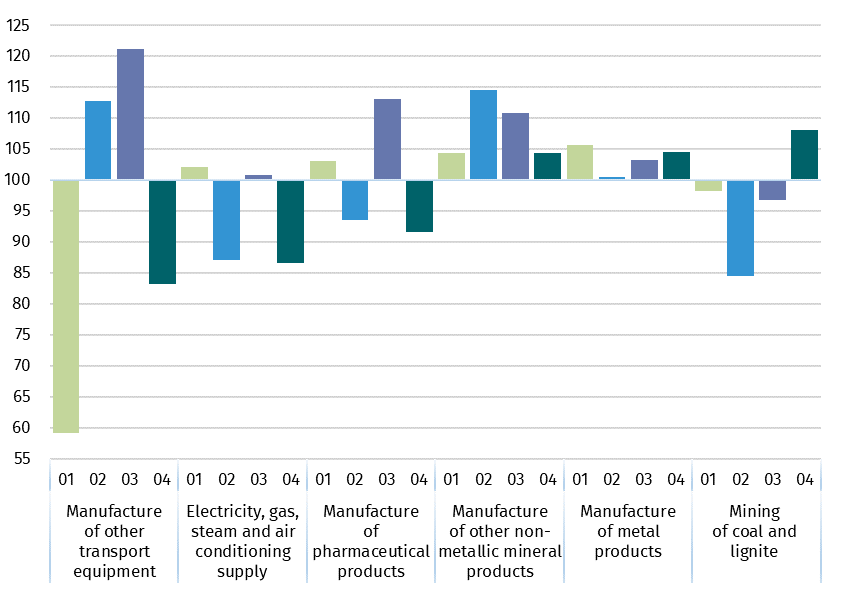 125
120
115
110
105
100
95
90
85
80
75
70
65
60
55
01 02 03 04 01 02 03 04 01 02 03 04 01 02 03 04 01 02 03 04 01 02 03 04
Manufacture
of other
transport
equipment
Electricity, gas,
steam and air
conditioning
supply
Manufacture
of
pharmaceutical
products
Manufacture
of other non-
metallic mineral
products
Manufacture
of metal
products
Mining
of coal and
lignite